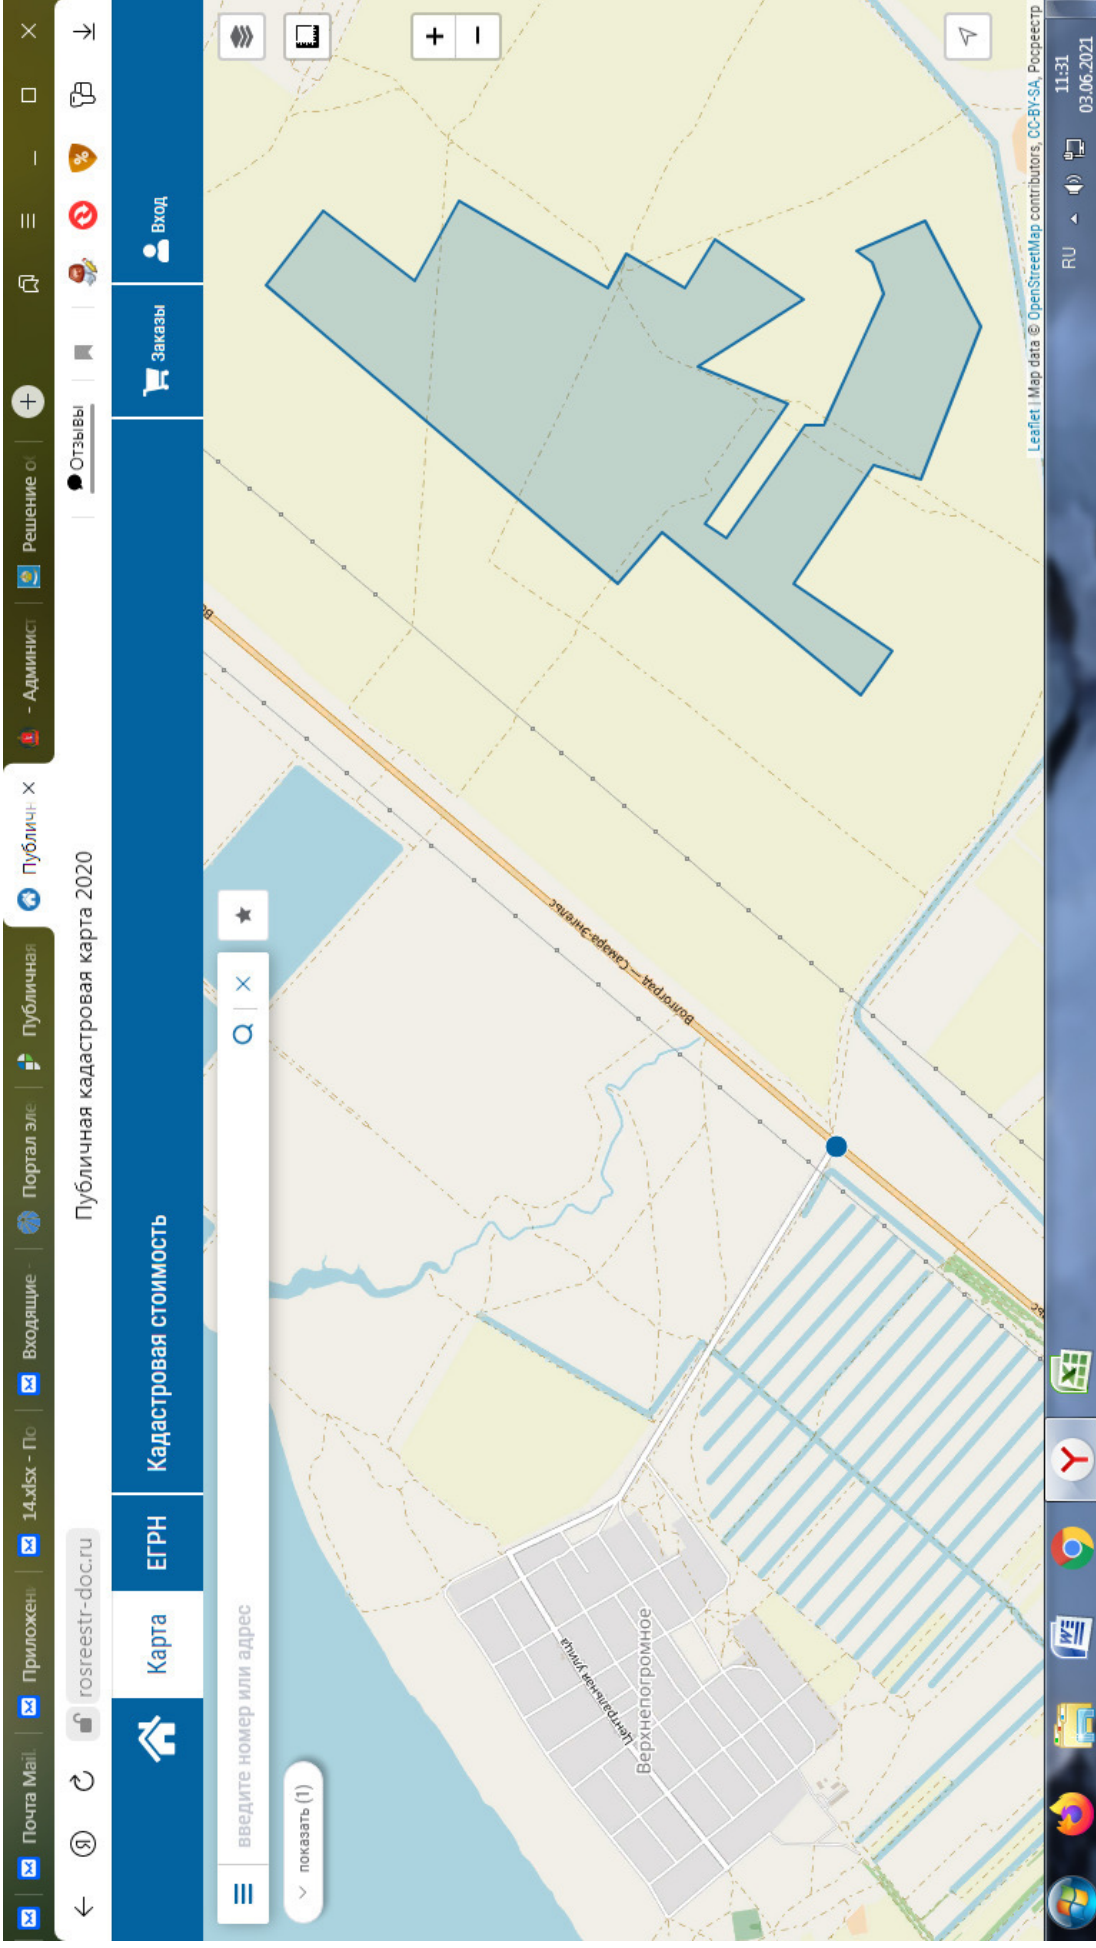 Почта Mail.
Приложени
14.xlsx - По
Входящие -
Портал эле
Публичная
Публичн
- Админист
Решение о
rosreestr-doc.ru
Публичная кадастровая карта 2020
Отзывы
Карта
ЕГРН
Кадастровая стоимость
Заказы
Вход
введите номер или адрес
показать (1)
Волгоград — Самара-Энгельс
Центральная улица
Верхнепогромное
Leaflet | Map data © OpenStreetMap contributors, CC-BY-SA, Росреестр
RU
11:31
03.06.2021